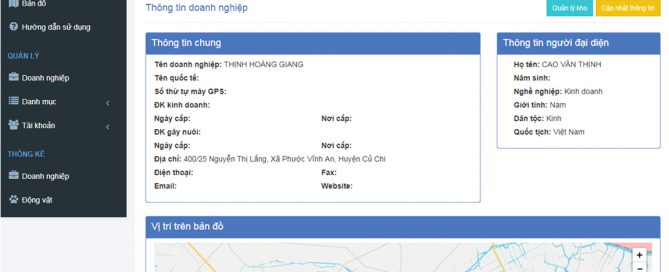 Bản đồ
Hướng dẫn sử dụng
QUẢN LÝ
Doanh nghiệp
Danh mục
Tài khoản
THỐNG KÊ
Doanh nghiệp
Động vật
Thông tin doanh nghiệp
Quản lý kho
Cập nhật thông tin
Thông tin chung
Tên doanh nghiệp: THỊNH HOÀNG GIANG
Tên quốc tế:
Số thứ tự máy GPS:
ĐK kinh doanh:
Ngày cấp: Nơi cấp:
ĐK gây nuôi:
Ngày cấp: Nơi cấp:
Địa chỉ: 400/25 Nguyễn Thị Lắng, Xã Phước Vĩnh An, Huyện Củ Chi
Điện thoại: Fax:
Email: Website:
Thông tin người đại diện
Họ tên: CAO VĂN THỊNH
Năm sinh:
Nghề nghiệp: Kinh doanh
Giới tính: Nam
Dân tộc: Kinh
Quốc tịch: Việt Nam
Vị trí trên bản đồ
+
−